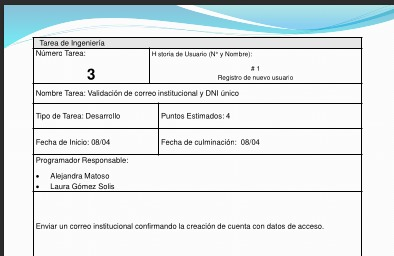 Tarea de Ingeniería
Número Tarea:
3
H storia de Usuario (N° y Nombre):
# 1
Registro de nuevo usuario
Nombre Tarea: Validación de correo institucional y DNI único
Tipo de Tarea: Desarrollo
Puntos Estimados: 4
Fecha de Inicio: 08/04
Fecha de culminación: 08/04
Programador Responsable:
• Alejandra Matoso
• Laura Gómez Solis
Enviar un correo institucional confirmando la creación de cuenta con datos de acceso.